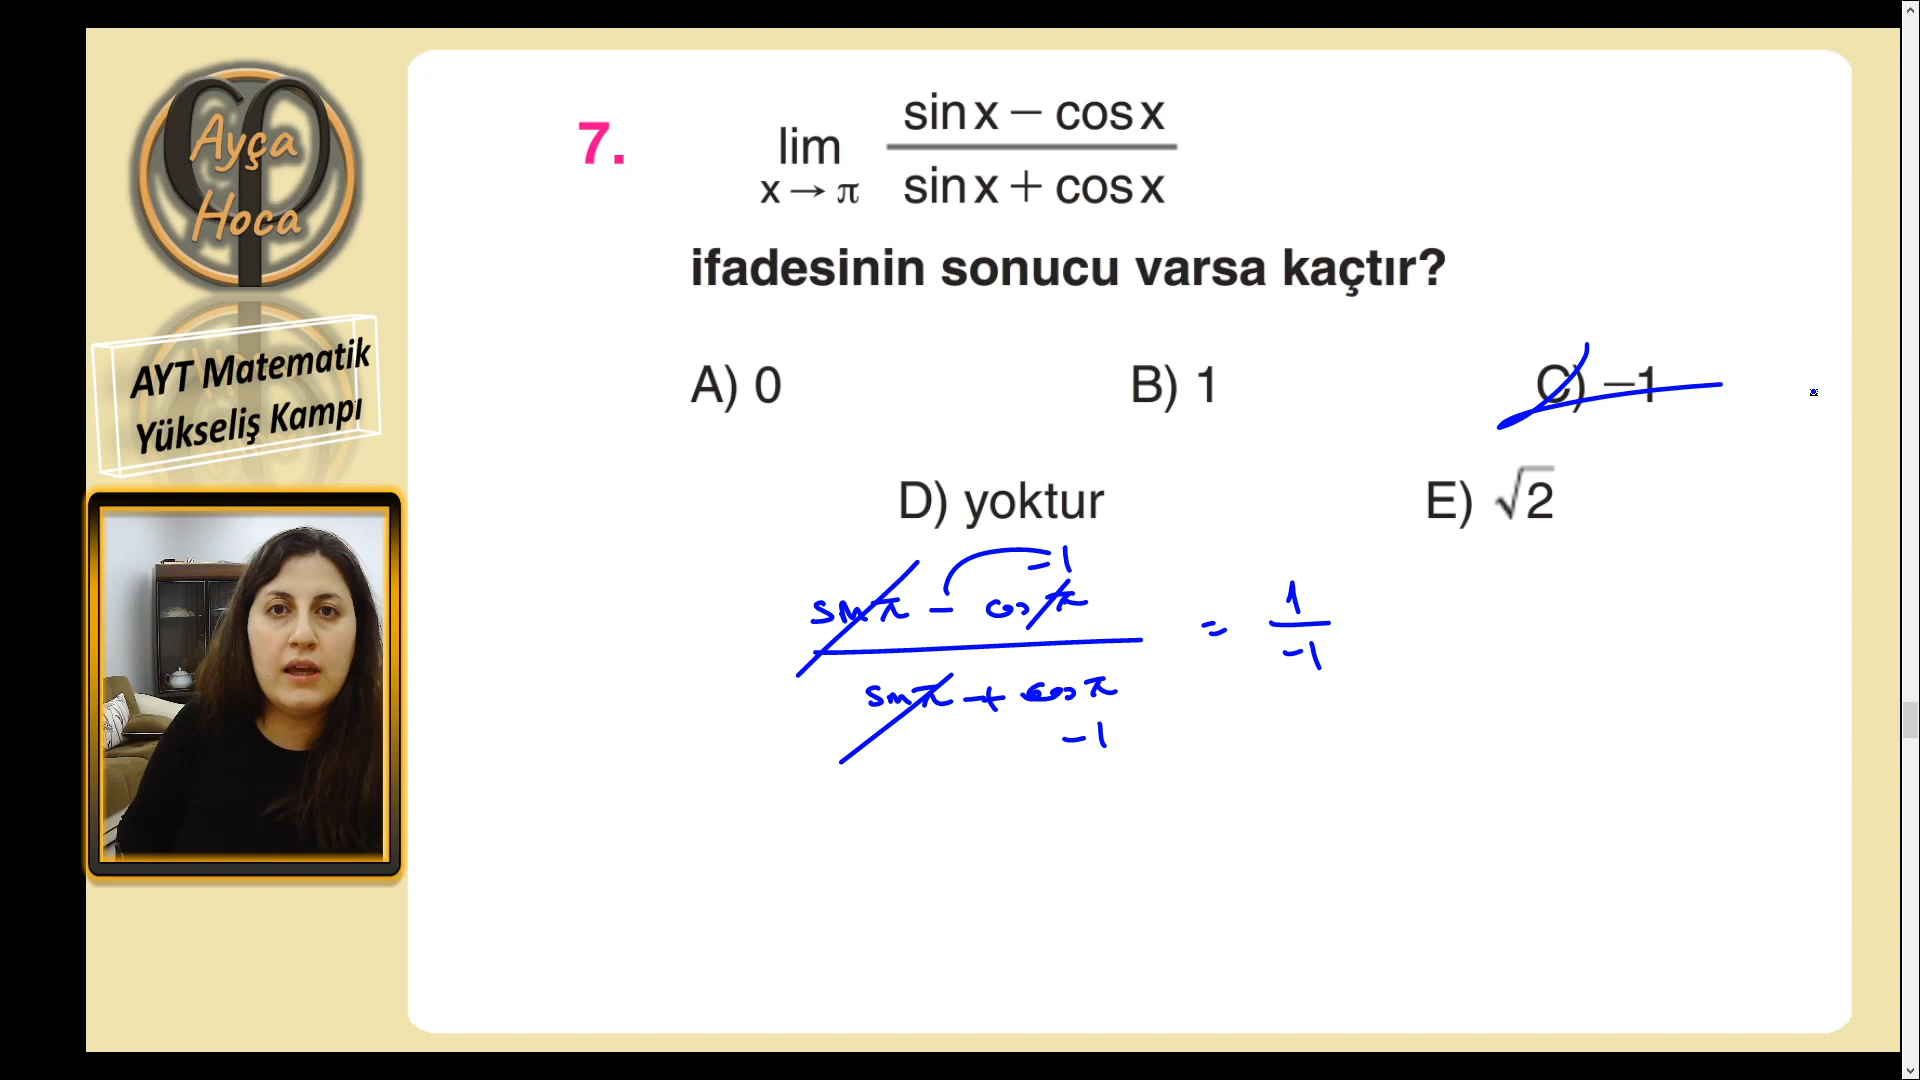 Ayça
Hoca
AYT Matematik
Yükseliş Kampı
7. lim x→π (sin x – cos x) / (sin x + cos x)
ifadesinin sonucu varsa kaçtır?
A) 0 B) 1 C) –1
D) yoktur E) √2
–1
sin π – cos π = 1
sin π + cos π –1
–1